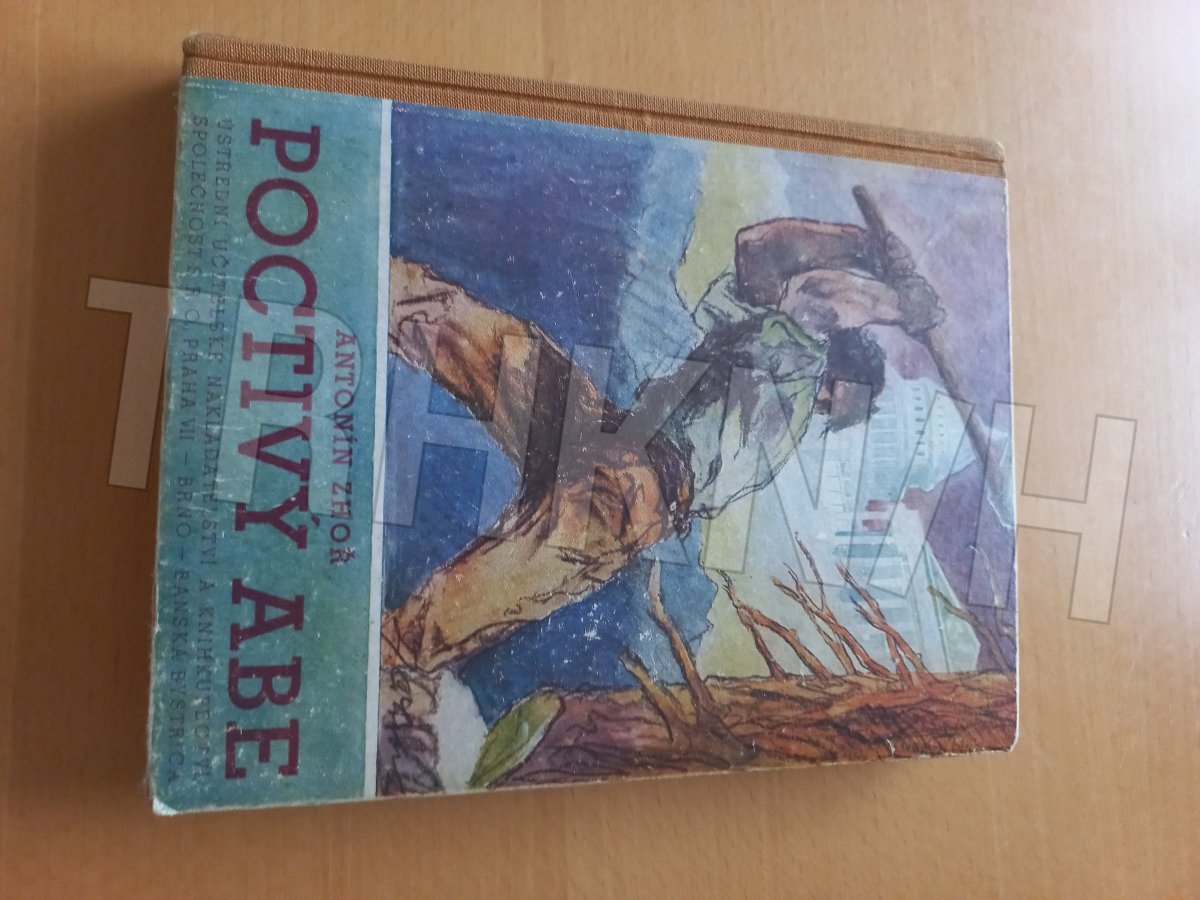 ANTONÍN ZHOŘ
POCTIVÝ ABE
ÚSTŘEDNÍ UČITELSKÉ NAKLADATELSTVÍ A KNIHKUPECTVÍ
SPOLEČNOST S R. O. PRAHA VII – BRNO – BANSKÁ BYSTRICA